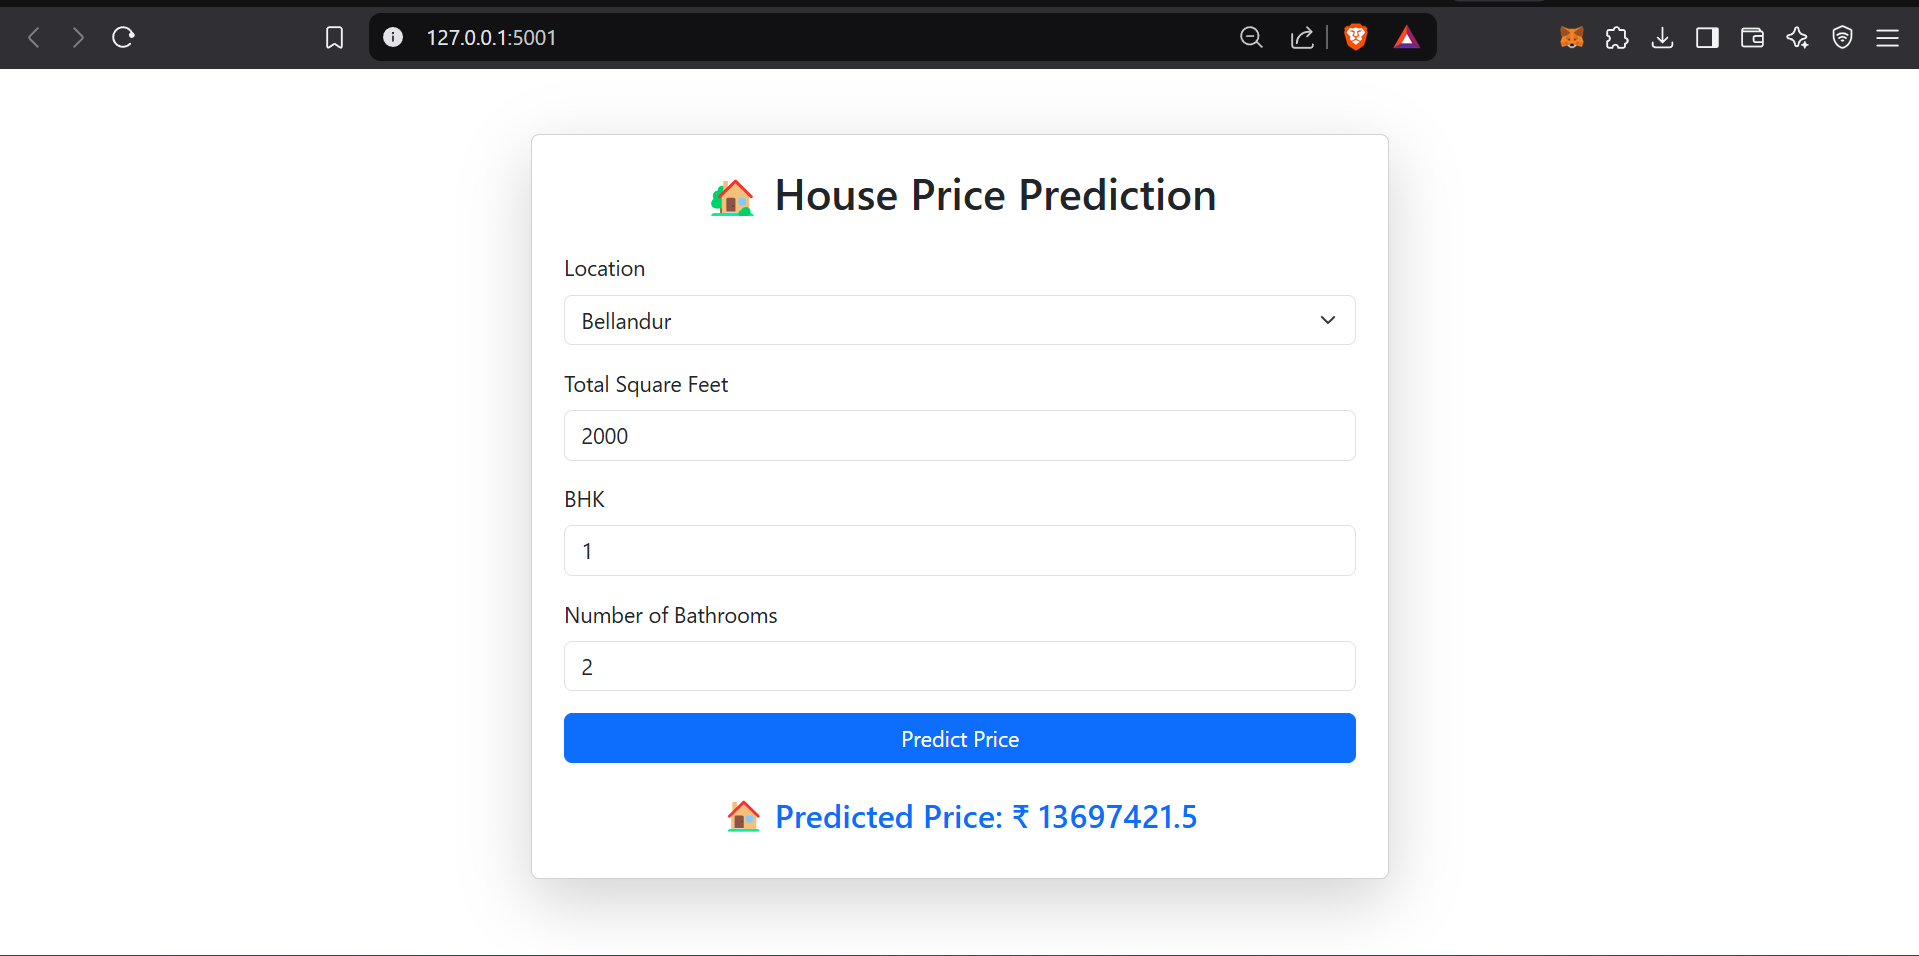 127.0.0.1:5001
House Price Prediction
Location
Bellandur
Total Square Feet
2000
BHK
1
Number of Bathrooms
2
Predict Price
Predicted Price: ₹ 13697421.5